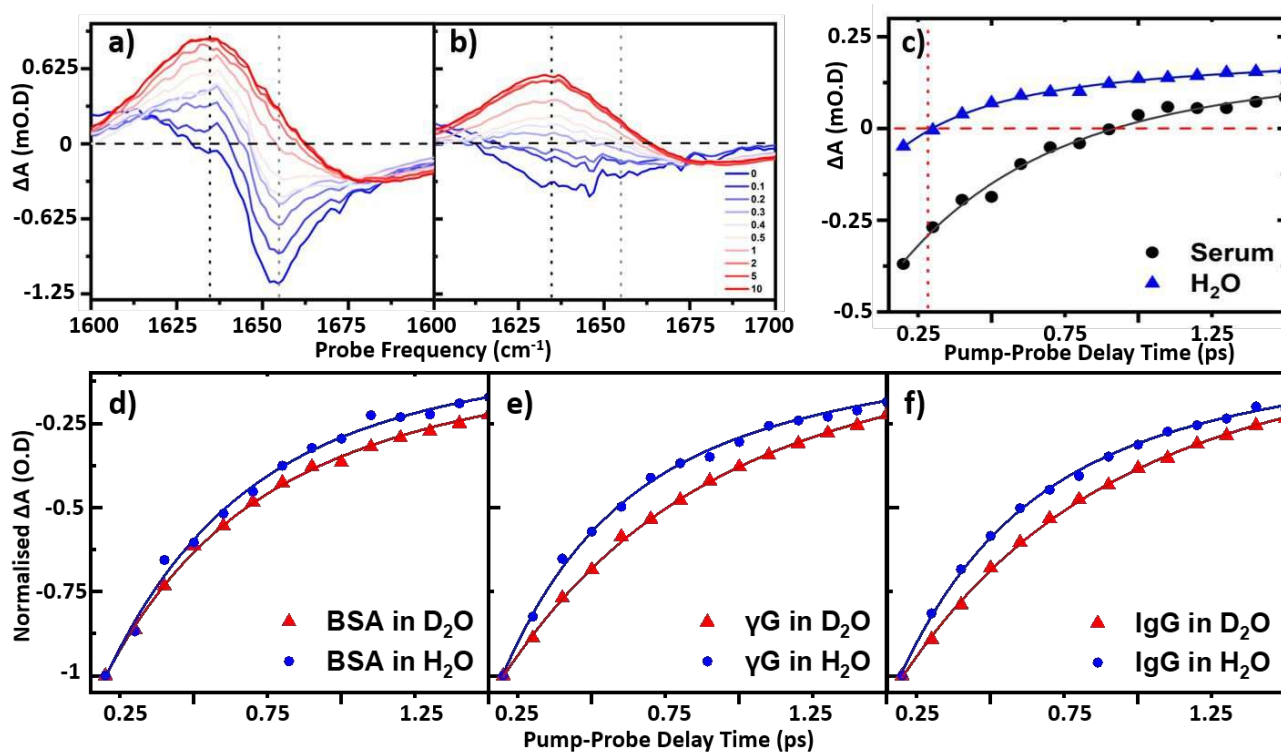 a)
b)
c)
ΔA (mO.D)
0.625
0
-0.625
-1.25
1600
1625
1650
1675
1600
1625
1650
1675
1700
Probe Frequency (cm⁻¹)
0
0.1
0.2
0.3
0.4
0.5
1
2
5
10
ΔA (mO.D)
0.25
0
-0.25
-0.5
Serum
H₂O
0.25
0.75
1.25
Pump-Probe Delay Time (ps)
d)
e)
f)
Normalised ΔA (O.D)
-0.25
-0.5
-0.75
-1
BSA in D₂O
BSA in H₂O
γG in D₂O
γG in H₂O
IgG in D₂O
IgG in H₂O
0.25
0.75
1.25
0.25
0.75
1.25
0.25
0.75
1.25
Pump-Probe Delay Time (ps)